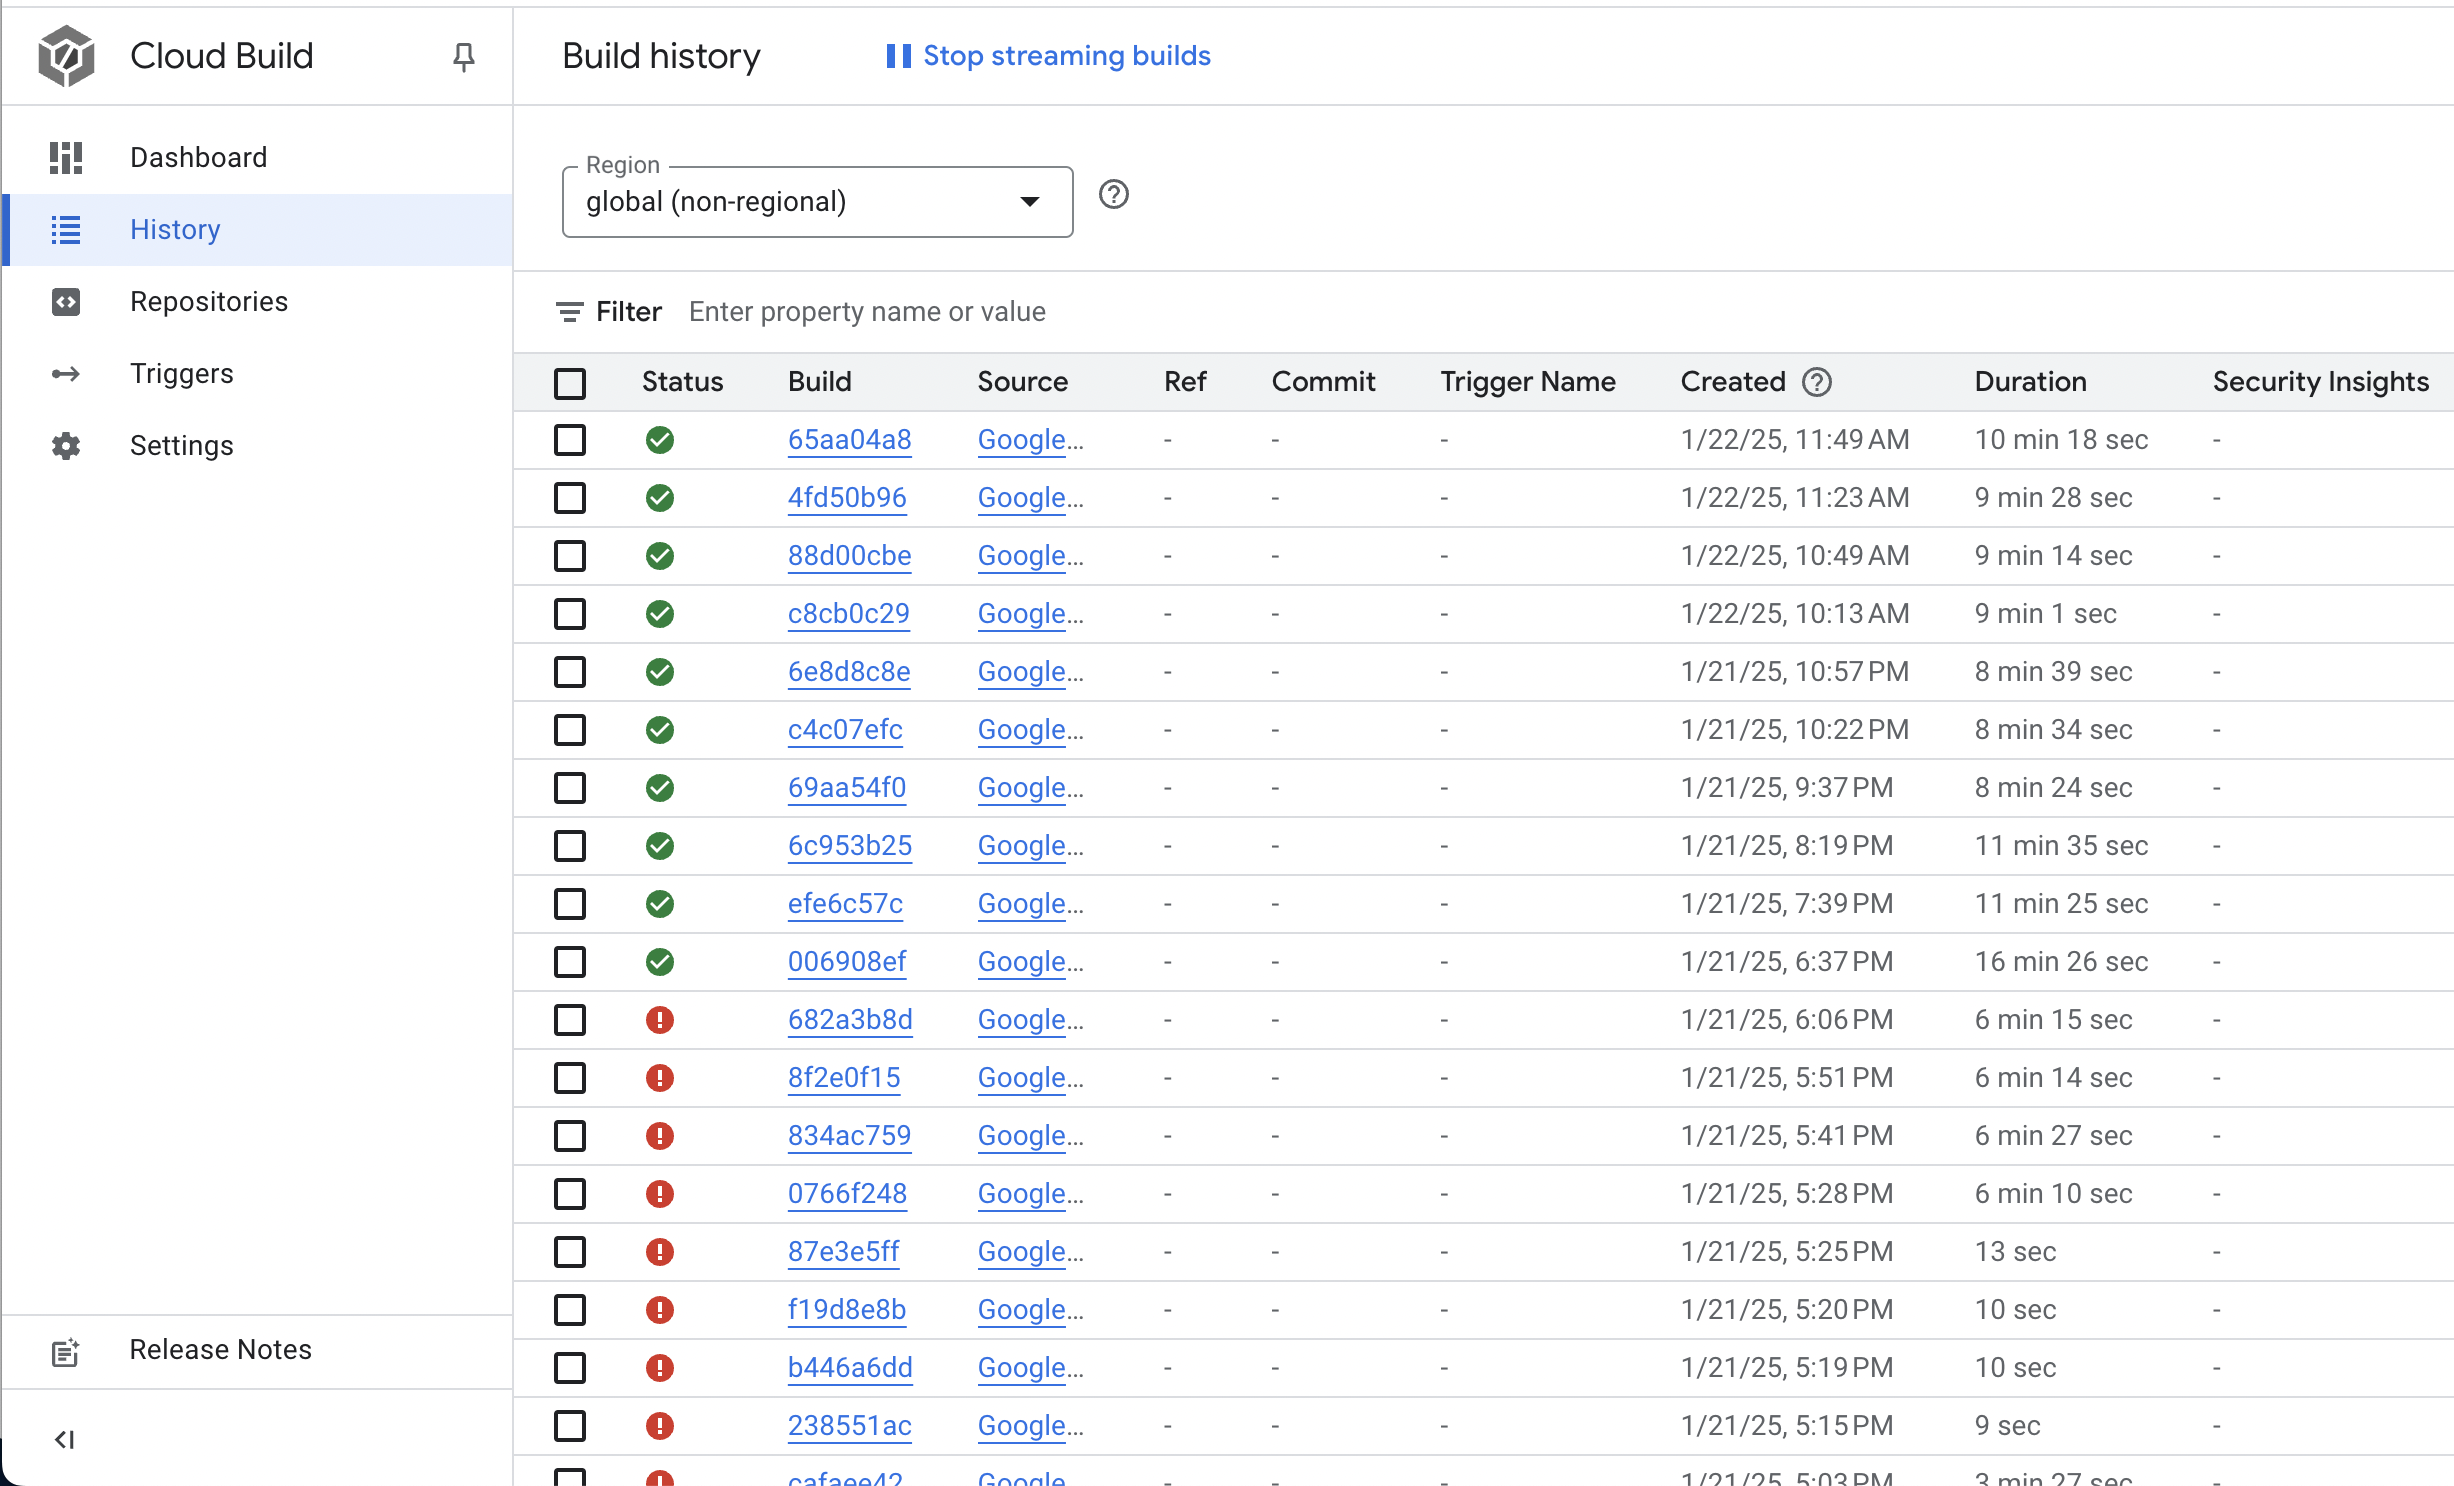 Cloud Build
Build history
Stop streaming builds
Dashboard
History
Repositories
Triggers
Settings
Release Notes
Region
global (non-regional)
Filter Enter property name or value
Status Build Source Ref Commit Trigger Name Created Duration Security Insights
65aa04a8 Google... - - - 1/22/25, 11:49 AM 10 min 18 sec -
4fd50b96 Google... - - - 1/22/25, 11:23 AM 9 min 28 sec -
88d00cbe Google... - - - 1/22/25, 10:49 AM 9 min 14 sec -
c8cb0c29 Google... - - - 1/22/25, 10:13 AM 9 min 1 sec -
6e8d8c8e Google... - - - 1/21/25, 10:57 PM 8 min 39 sec -
c4c07efc Google... - - - 1/21/25, 10:22 PM 8 min 34 sec -
69aa54f0 Google... - - - 1/21/25, 9:37 PM 8 min 24 sec -
6c953b25 Google... - - - 1/21/25, 8:19 PM 11 min 35 sec -
efe6c57c Google... - - - 1/21/25, 7:39 PM 11 min 25 sec -
006908ef Google... - - - 1/21/25, 6:37 PM 16 min 26 sec -
682a3b8d Google... - - - 1/21/25, 6:06 PM 6 min 15 sec -
8f2e0f15 Google... - - - 1/21/25, 5:51 PM 6 min 14 sec -
834ac759 Google... - - - 1/21/25, 5:41 PM 6 min 27 sec -
0766f248 Google... - - - 1/21/25, 5:28 PM 6 min 10 sec -
87e3e5ff Google... - - - 1/21/25, 5:25 PM 13 sec -
f19d8e8b Google... - - - 1/21/25, 5:20 PM 10 sec -
b446a6dd Google... - - - 1/21/25, 5:19 PM 10 sec -
238551ac Google... - - - 1/21/25, 5:15 PM 9 sec -
cafaee42 Google... - - - 1/21/25, 5:03 PM 3 min 27 sec -